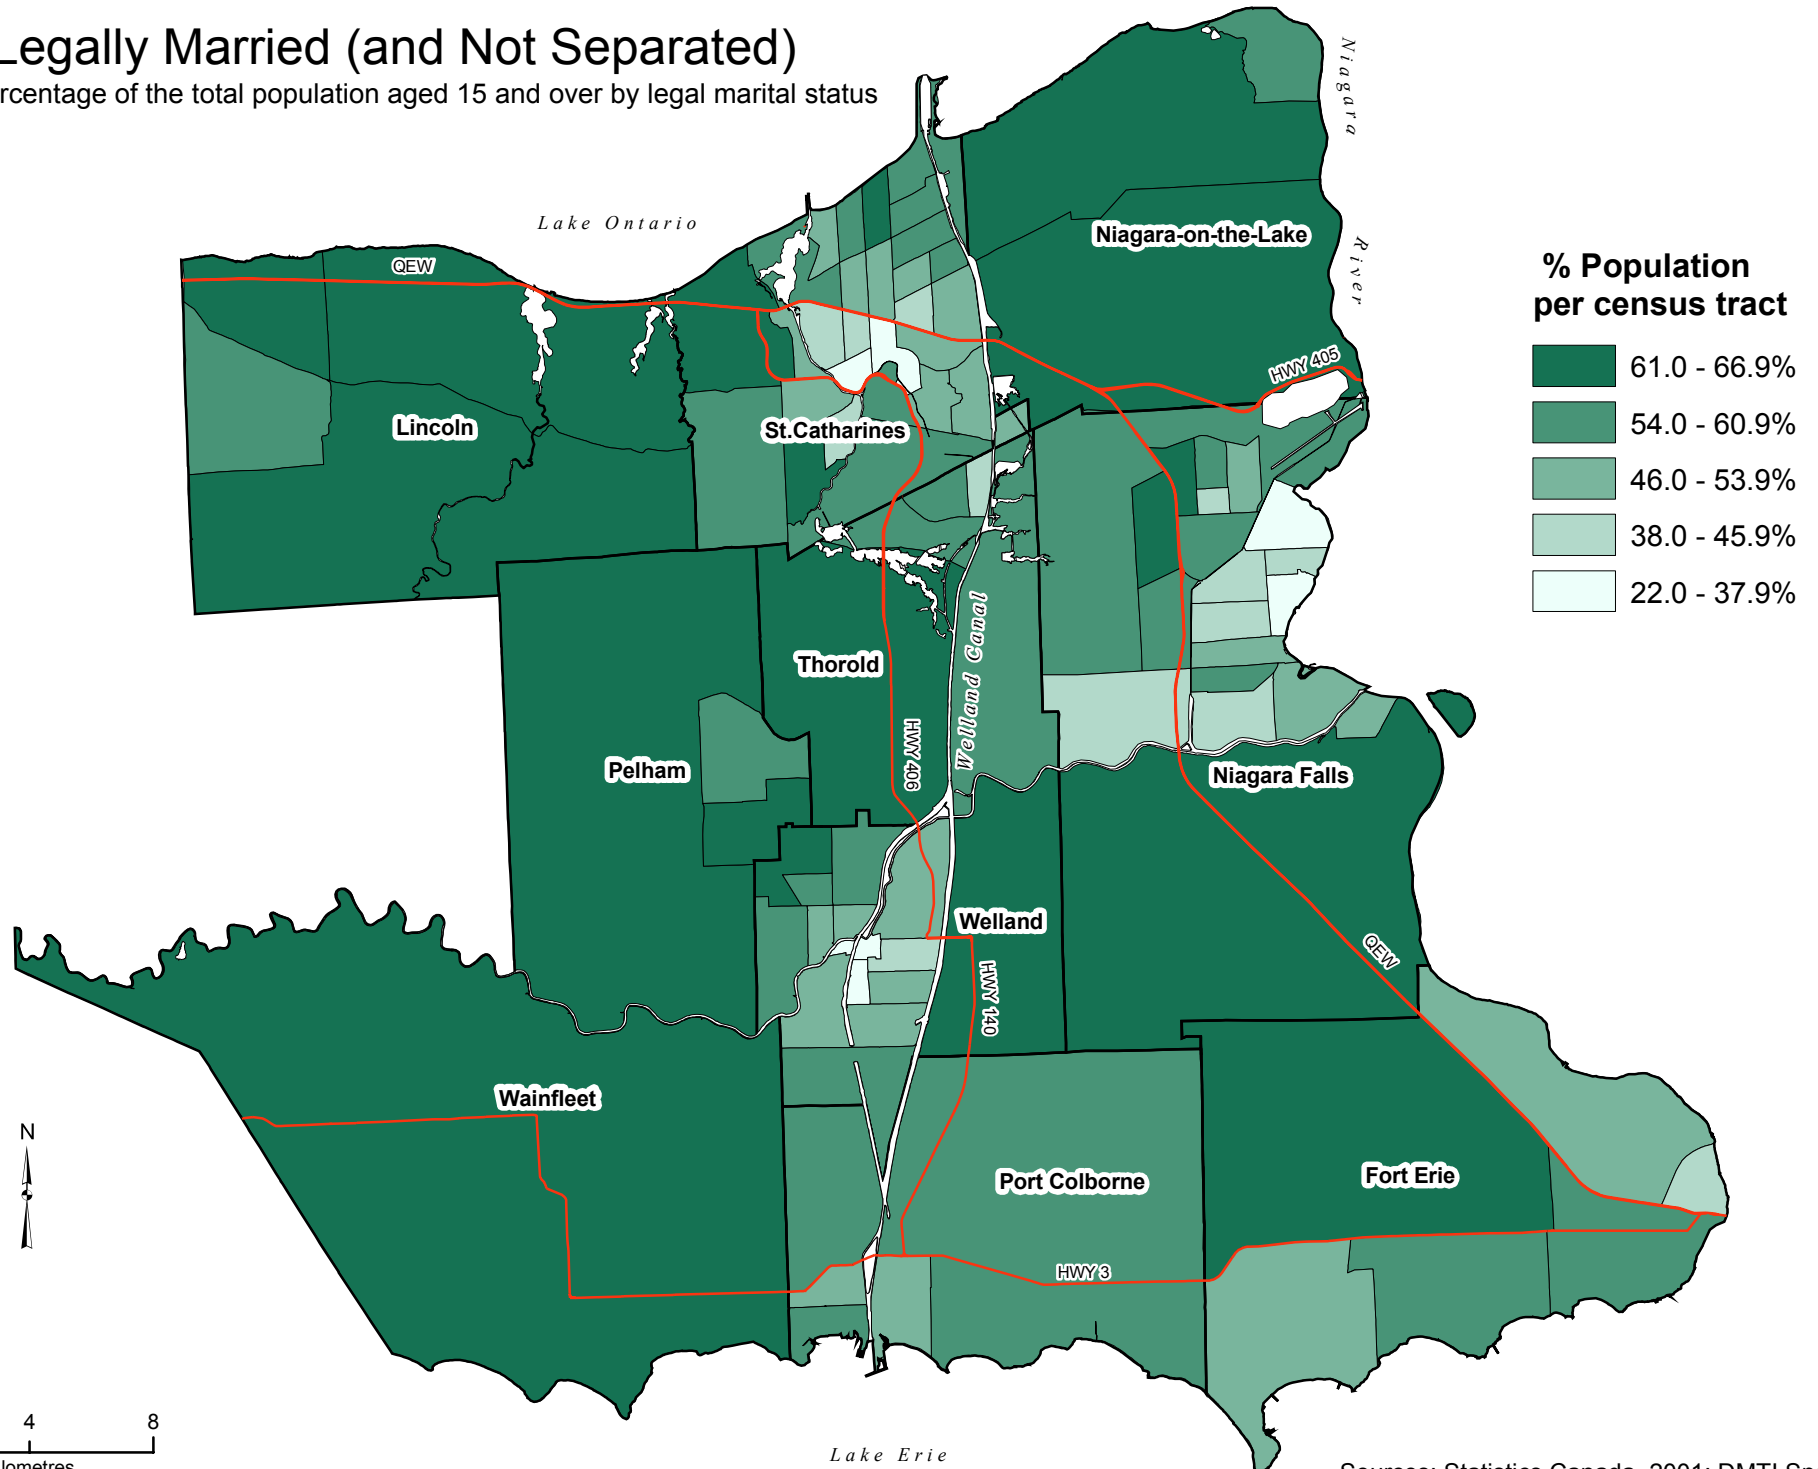 Legally Married (and Not Separated)
rcentage of the total population aged 15 and over by legal marital status
Niagara
River
Lake Ontario
QEW
Niagara-on-the-Lake
% Population
per census tract
61.0 - 66.9%
54.0 - 60.9%
46.0 - 53.9%
38.0 - 45.9%
22.0 - 37.9%
HWY 405
Lincoln
St.Catharines
Thorold
Welland Canal
HWY 406
Pelham
Niagara Falls
Welland
QEW
HWY 140
Wainfleet
N
Port Colborne
Fort Erie
HWY 3
4 8
lometres
Lake Erie
Sources: Statistics Canada, 2001; DMTI Sp